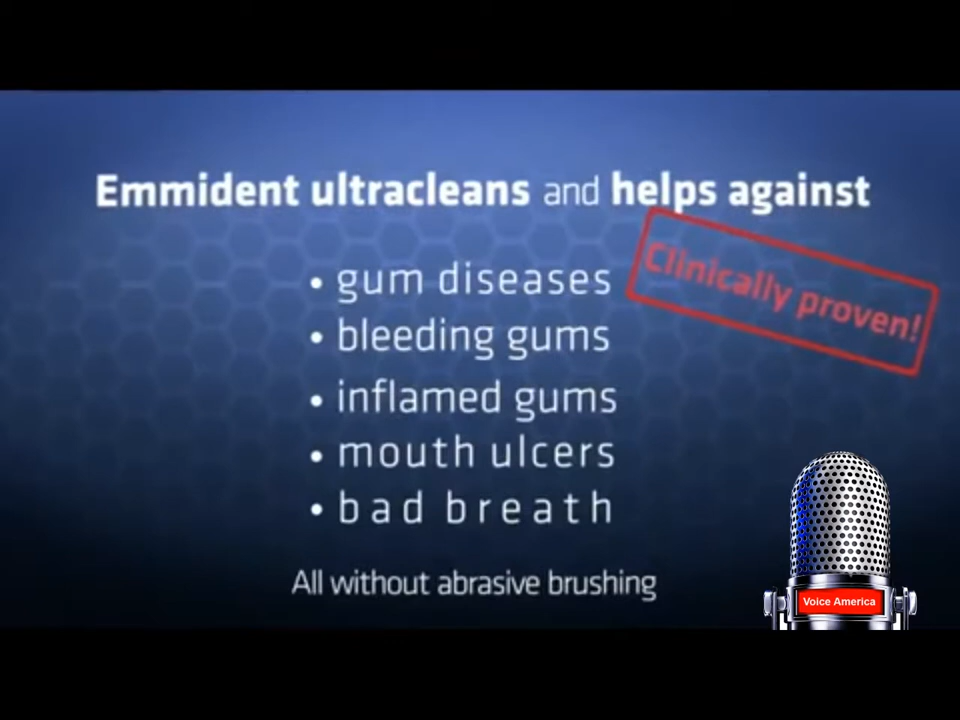 Emmident ultracleans and helps against
Clinically proven!
• gum diseases
• bleeding gums
• inflamed gums
• mouth ulcers
• bad breath
All without abrasive brushing
Voice America